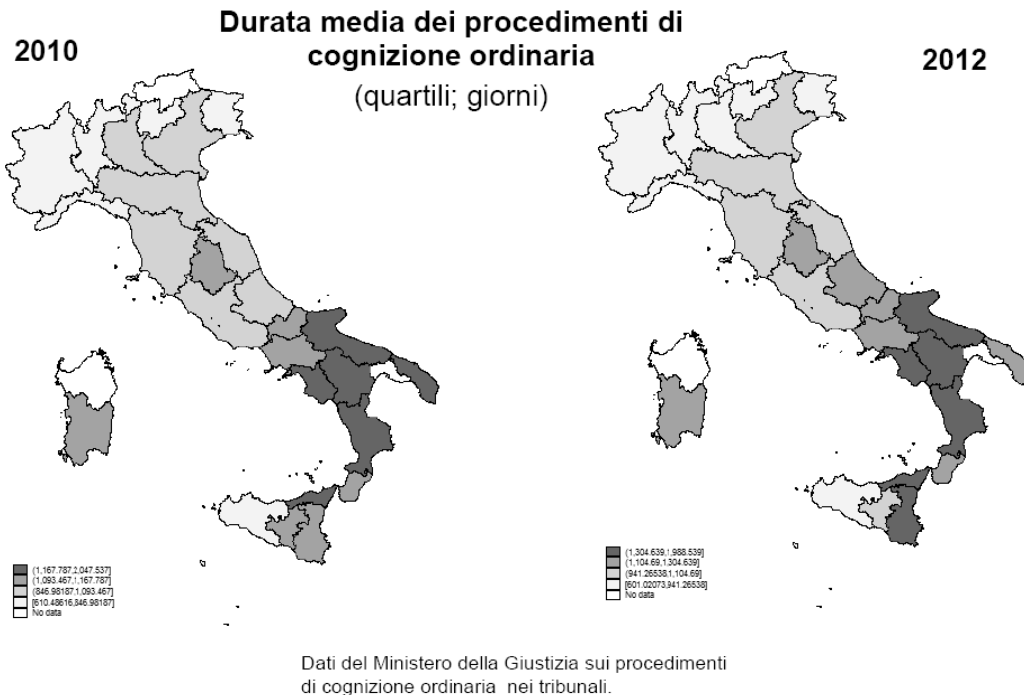 Durata media dei procedimenti di
cognizione ordinaria
(quartili; giorni)
2010
2012
(1,167.787,2,047.537]
(1,093.467,1,167.787]
(846.98187,1,093.467]
[610.48616,846.98187]
No data
(1,304.639,1,988.539]
(1,104.69,1,304.639]
(941.26538,1,104.69]
[601.02073,941.26538]
No data
Dati del Ministero della Giustizia sui procedimenti
di cognizione ordinaria nei tribunali.